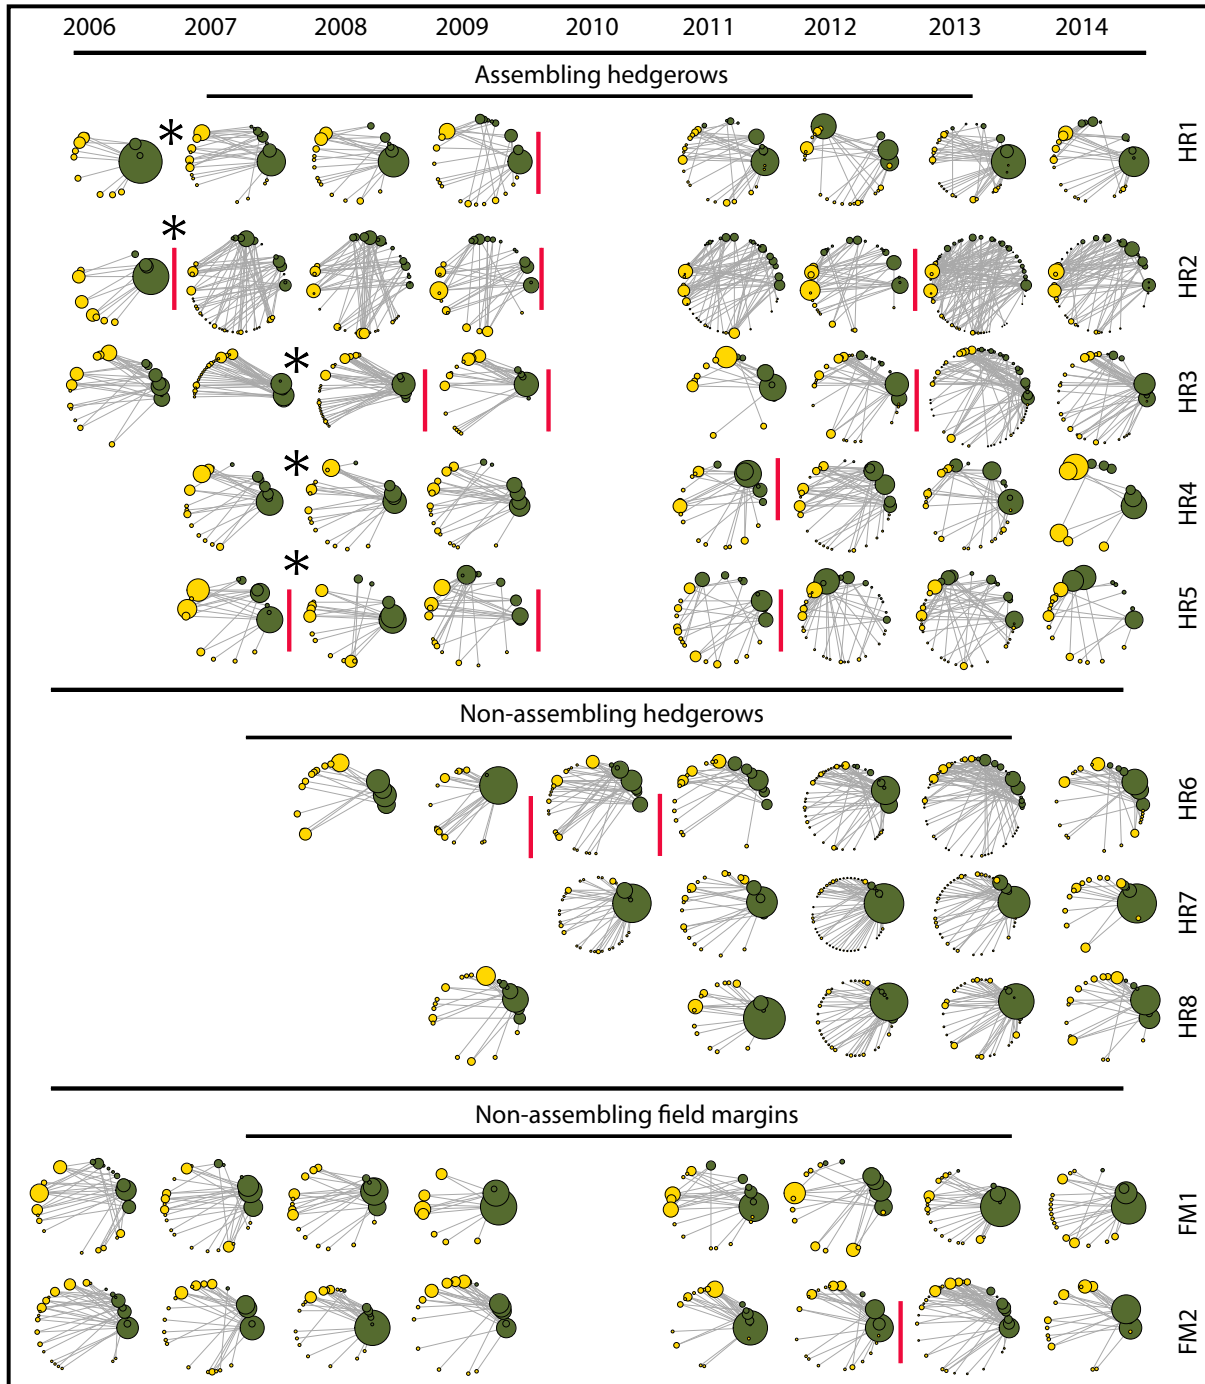 2006 2007 2008 2009 2010 2011 2012 2013 2014
Assembling hedgerows
*
HR1
*
HR2
*
HR3
*
HR4
*
HR5
Non-assembling hedgerows
HR6
HR7
HR8
Non-assembling field margins
FM1
FM2